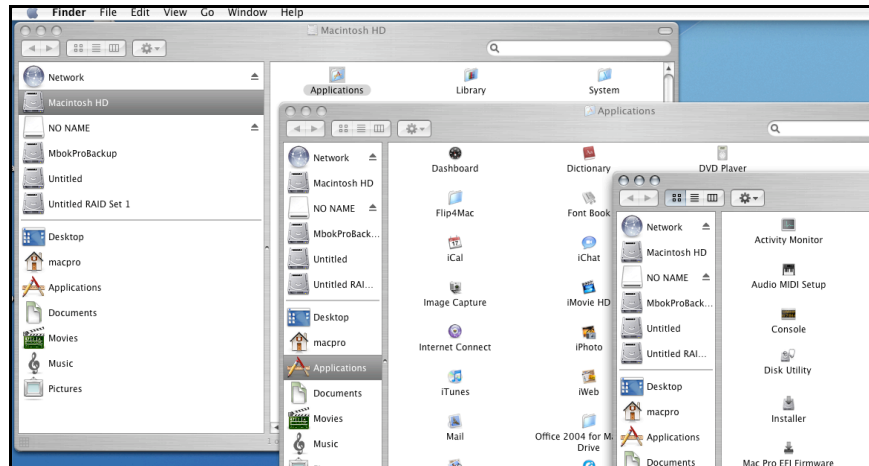 Finder File Edit View Go Window Help
Macintosh HD
Network
Macintosh HD
NO NAME
MbokProBackup
Untitled
Untitled RAID Set 1
Desktop
macpro
Applications
Documents
Movies
Music
Pictures
Applications Library System
Applications
Network
Macintosh HD
NO NAME
MbokProBack...
Untitled
Untitled RAI...
Desktop
macpro
Applications
Documents
Movies
Music
Dashboard Dictionary DVD Player
Flip4Mac Font Book
iCal iChat
Image Capture iMovie HD
Internet Connect iPhoto
iTunes iWeb
Mail Office 2004 for M
Drive
Network
Macintosh HD
NO NAME
MbokProBack...
Untitled
Untitled RAI...
Desktop
macpro
Applications
Documents
Activity Monitor
Audio MIDI Setup
Console
Disk Utility
Installer
Mac Pro EFI Firmware